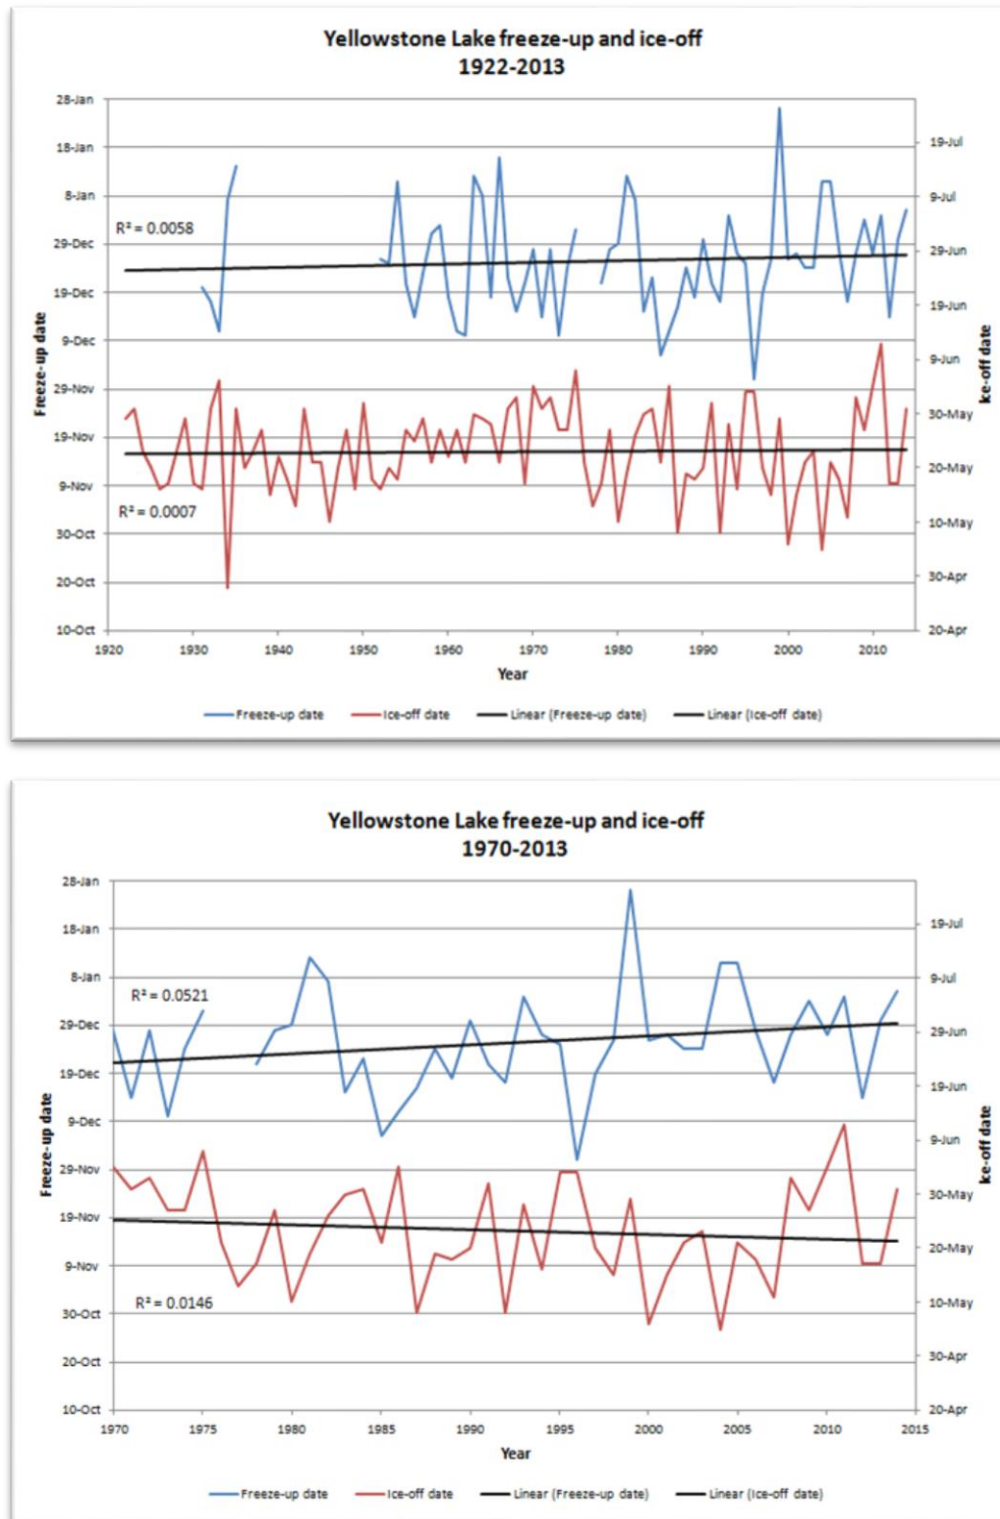 Yellowstone Lake freeze-up and ice-off
1922-2013
28-Jan
18-Jan
8-Jan
29-Dec
19-Dec
9-Dec
29-Nov
19-Nov
9-Nov
30-Oct
20-Oct
10-Oct
Freeze-up date
R² = 0.0058
R² = 0.0007
19-Jul
9-Jul
29-Jun
19-Jun
9-Jun
30-May
20-May
10-May
30-Apr
20-Apr
Ice-off date
1920 1930 1940 1950 1960 1970 1980 1990 2000 2010
Year
Freeze-up date Ice-off date Linear (Freeze-up date) Linear (Ice-off date)
Yellowstone Lake freeze-up and ice-off
1970-2013
28-Jan
18-Jan
8-Jan
29-Dec
19-Dec
9-Dec
29-Nov
19-Nov
9-Nov
30-Oct
20-Oct
10-Oct
Freeze-up date
R² = 0.0521
R² = 0.0146
19-Jul
9-Jul
29-Jun
19-Jun
9-Jun
30-May
20-May
10-May
30-Apr
20-Apr
Ice-off date
1970 1975 1980 1985 1990 1995 2000 2005 2010 2015
Year
Freeze-up date Ice-off date Linear (Freeze-up date) Linear (Ice-off date)